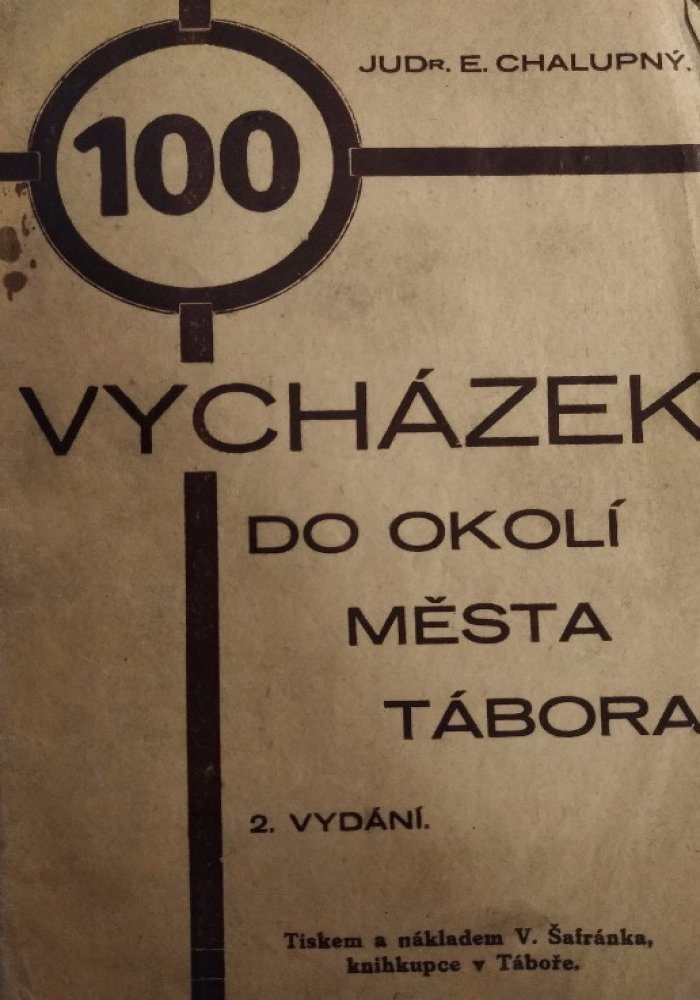 JUDR. E. CHALUPNÝ.
100
VYCHÁZEK
DO OKOLÍ
MĚSTA
TÁBORA
2. VYDÁNÍ.
Tiskem a nákladem V. Šafránka,
knihkupce v Táboře.